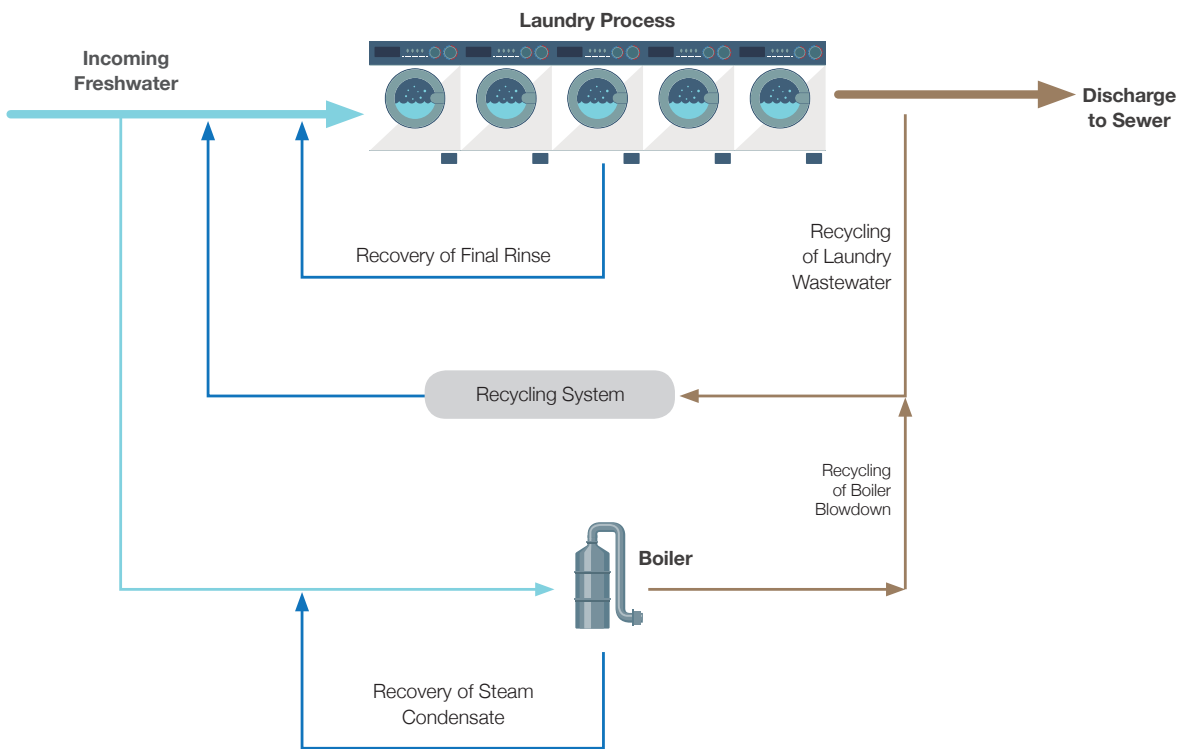 Laundry Process
Incoming
Freshwater
Discharge
to Sewer
Recovery of Final Rinse
Recycling
of Laundry
Wastewater
Recycling System
Recycling
of Boiler
Blowdown
Boiler
Recovery of Steam
Condensate